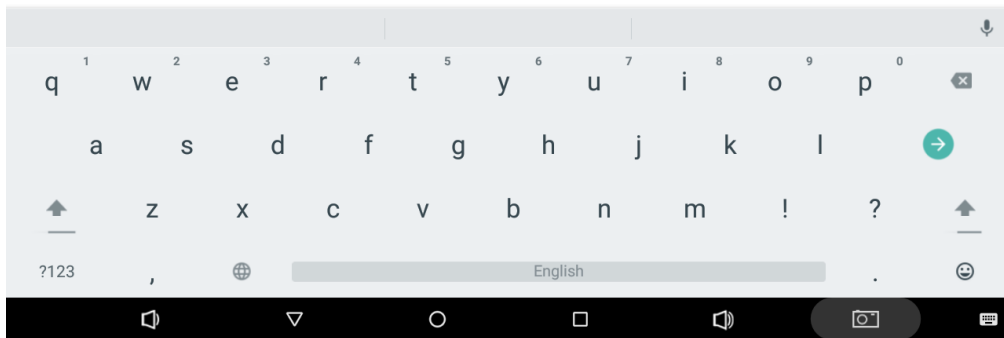 1 2 3 4 5 6 7 8 9 0
q w e r t y u i o p
a s d f g h j k l
z x c v b n m ! ?
?123 , English .